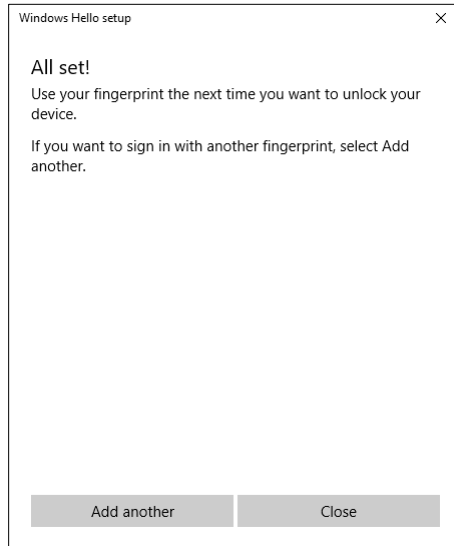 Windows Hello setup
All set!
Use your fingerprint the next time you want to unlock your
device.
If you want to sign in with another fingerprint, select Add
another.
Add another
Close